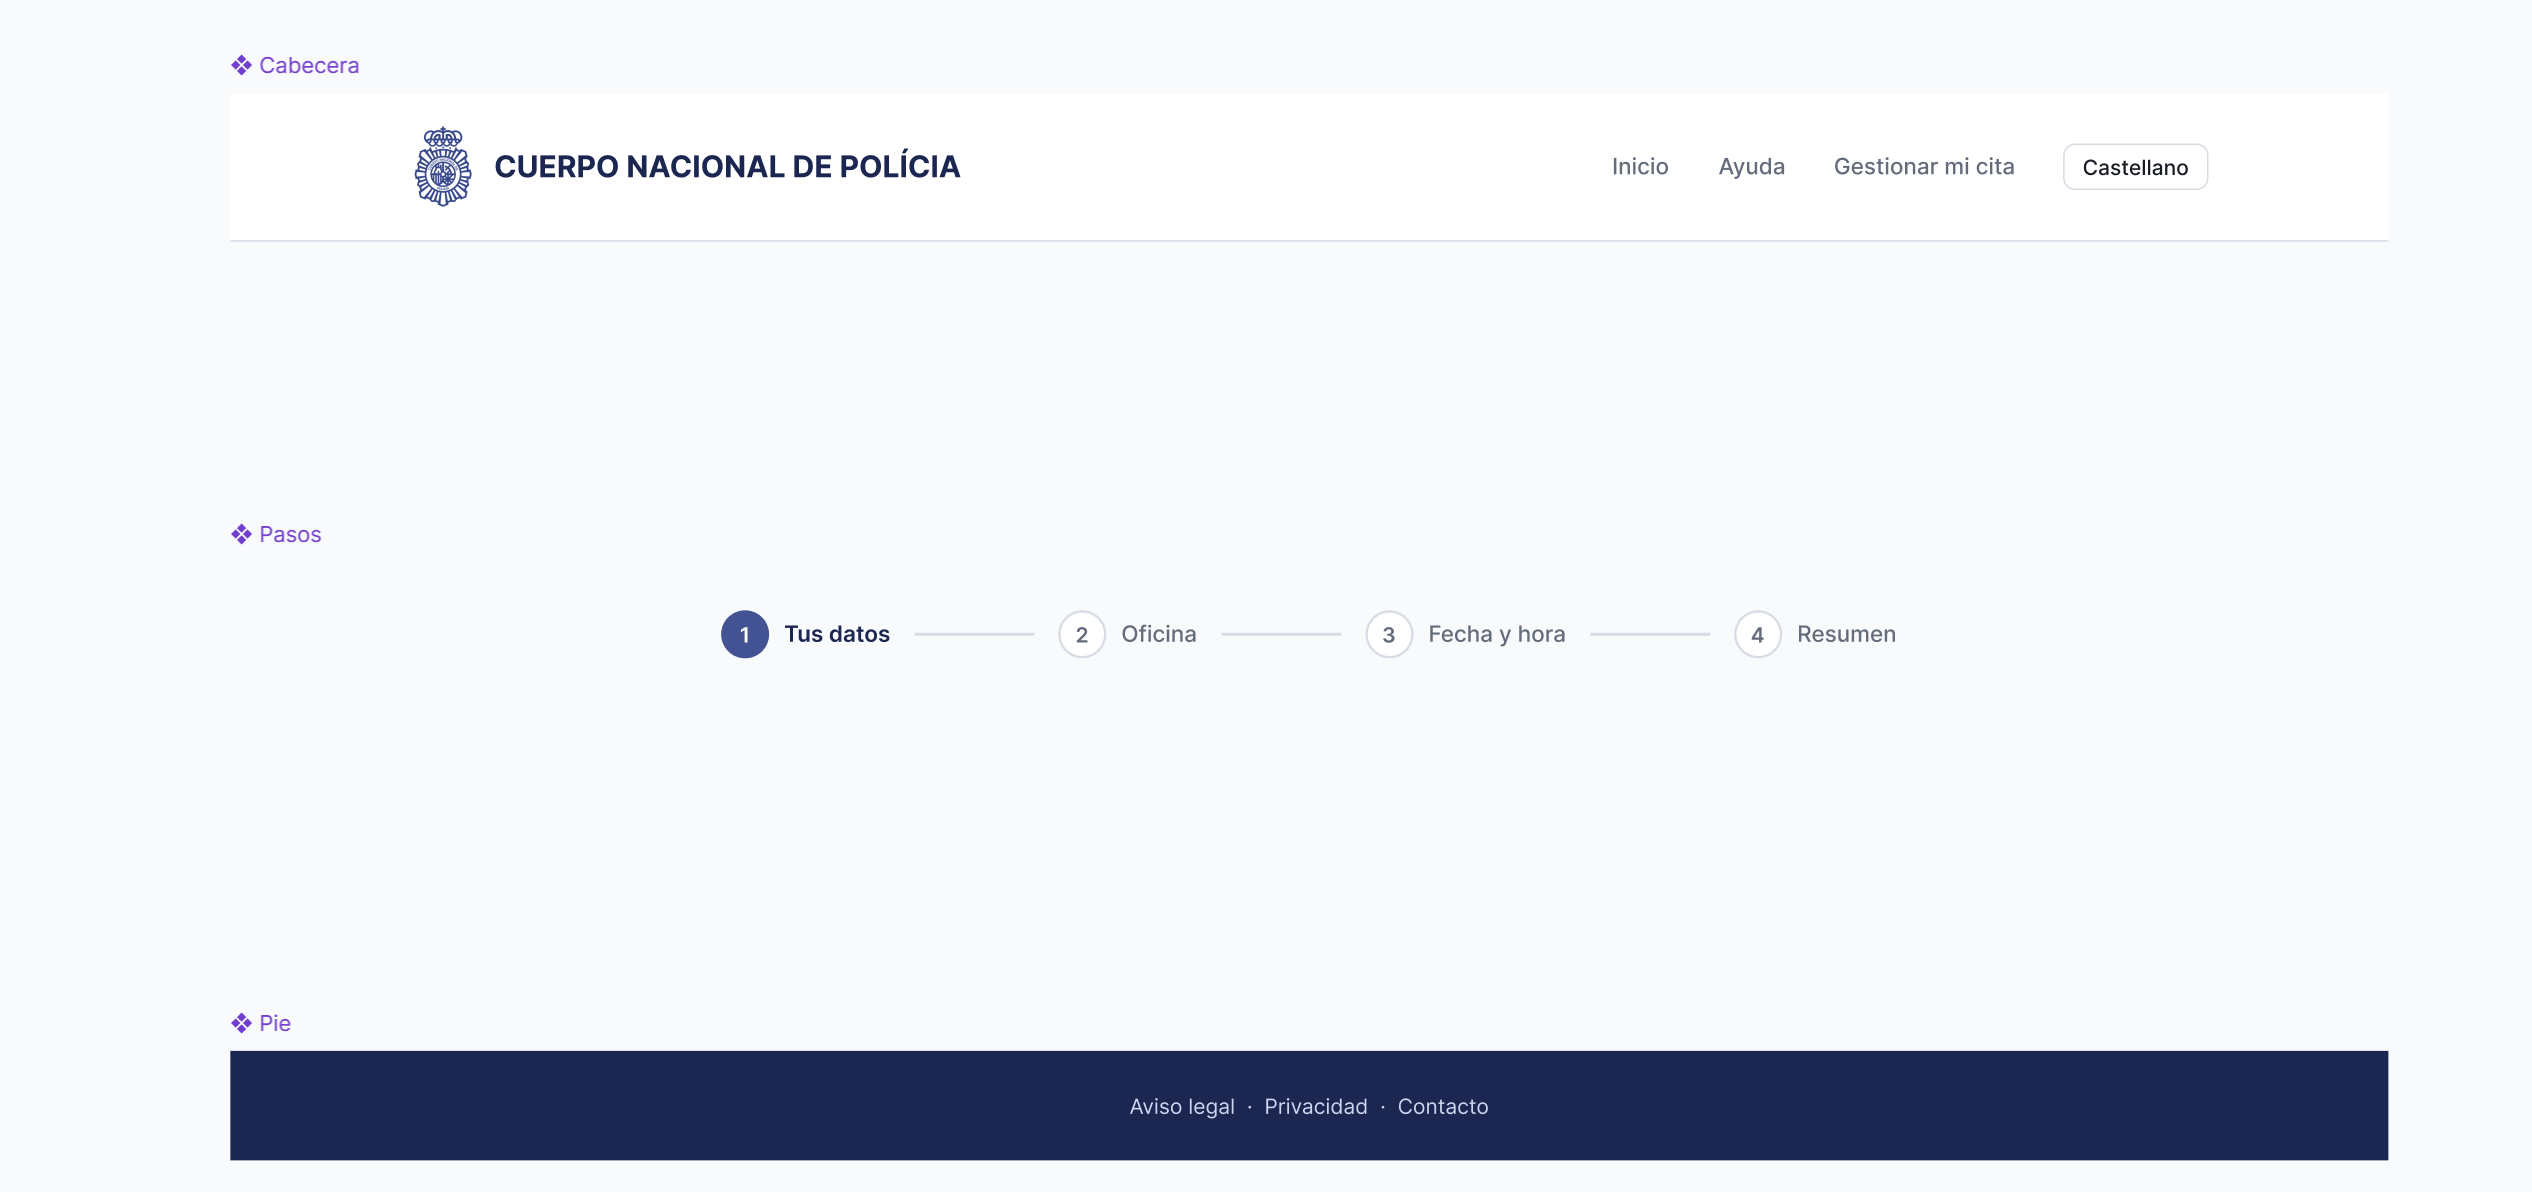 Cabecera
CUERPO NACIONAL DE POLÍCIA
Inicio Ayuda Gestionar mi cita Castellano
Pasos
1 Tus datos 2 Oficina 3 Fecha y hora 4 Resumen
Pie
Aviso legal · Privacidad · Contacto